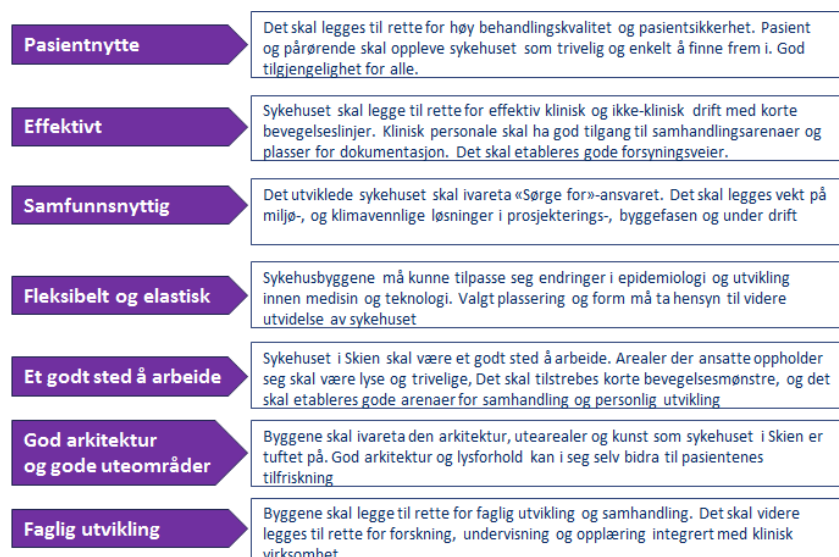 Pasientnytte
Det skal legges til rette for høy behandlingskvalitet og pasientsikkerhet. Pasient
og pårørende skal oppleve sykehuset som trivelig og enkelt å finne frem i. God
tilgjengelighet for alle.
Effektivt
Sykehuset skal legge til rette for effektiv klinisk og ikke-klinisk drift med korte
bevegelseslinjer. Klinisk personale skal ha god tilgang til samhandlingsarenaer og
plasser for dokumentasjon. Det skal etableres gode forsyningsveier.
Samfunnsnyttig
Det utviklede sykehuset skal ivareta «Sørge for»-ansvaret. Det skal legges vekt på
miljø-, og klimavennlige løsninger i prosjekterings-, byggefasen og under drift
Fleksibelt og elastisk
Sykehusbyggene må kunne tilpasse seg endringer i epidemiologi og utvikling
innen medisin og teknologi. Valgt plassering og form må ta hensyn til videre
utvidelse av sykehuset
Et godt sted å arbeide
Sykehuset i Skien skal være et godt sted å arbeide. Arealer der ansatte oppholder
seg skal være lyse og trivelige, Det skal tilstrebes korte bevegelsesmønstre, og det
skal etableres gode arenaer for samhandling og personlig utvikling
God arkitektur
og gode uteområder
Byggene skal ivareta den arkitektur, utearealer og kunst som sykehuset i Skien er
tuftet på. God arkitektur og lysforhold kan i seg selv bidra til pasientenes
tilfriskning
Faglig utvikling
Byggene skal legge til rette for faglig utvikling og samhandling. Det skal videre
legges til rette for forskning, undervisning og opplæring integrert med klinisk
virksomhet